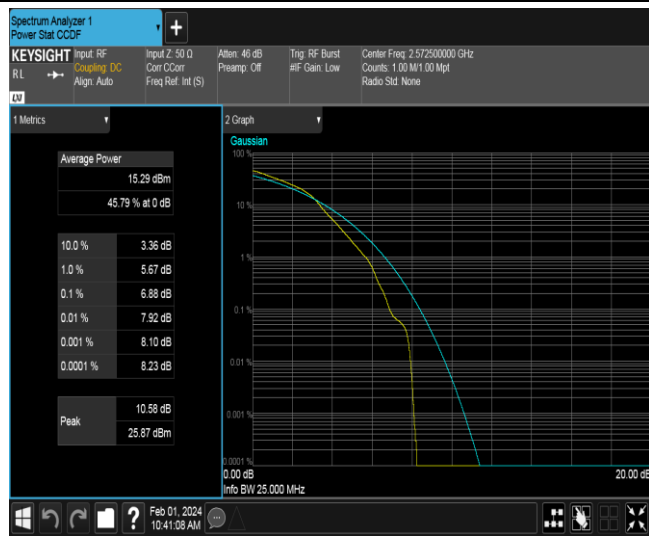 Spectrum Analyzer 1
Power Stat CCDF
KEYSIGHT
RL
Input: RF
Coupling: DC
Align: Auto
Input Z: 50 Ω
Corr CCorr
Freq Ref: Int (S)
Atten: 46 dB
Preamp: Off
Trig: RF Burst
#IF Gain: Low
Center Freq: 2.572500000 GHz
Counts: 1.00 M/1.00 Mpt
Radio Std: None
LXI
1 Metrics
Average Power
15.29 dBm
45.79 % at 0 dB
10.0 % 3.36 dB
1.0 % 5.67 dB
0.1 % 6.88 dB
0.01 % 7.92 dB
0.001 % 8.10 dB
0.0001 % 8.23 dB
Peak
10.58 dB
25.87 dBm
2 Graph
Gaussian
100 %
10 %
1 %
0.1 %
0.01 %
0.001 %
0.0001 %
0.00 dB 20.00 dB
Info BW 25.000 MHz
?
Feb 01, 2024
10:41:08 AM